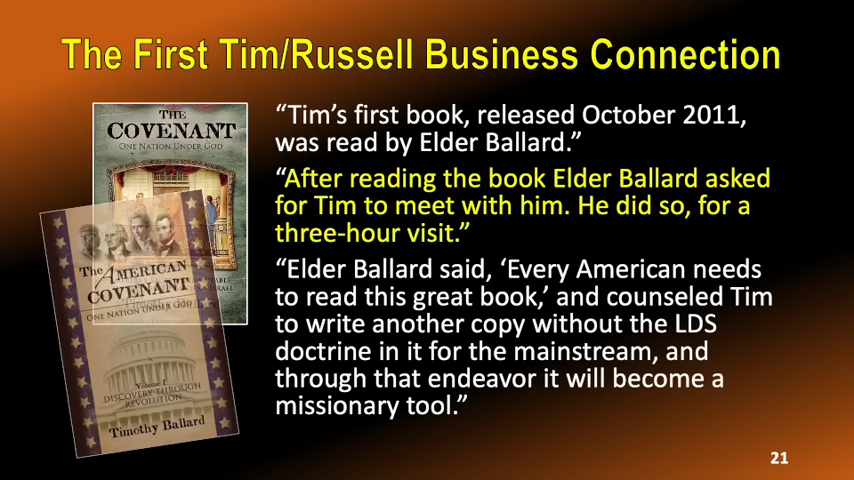 The First Tim/Russell Business Connection
THE
COVENANT
ONE NATION UNDER GOD
The AMERICAN
COVENANT
ONE NATION UNDER GOD
Volume I
DISCOVERY THROUGH
REVOLUTION
Timothy Ballard
“Tim’s first book, released October 2011,
was read by Elder Ballard.”
“After reading the book Elder Ballard asked
for Tim to meet with him. He did so, for a
three-hour visit.”
“Elder Ballard said, ‘Every American needs
to read this great book,’ and counseled Tim
to write another copy without the LDS
doctrine in it for the mainstream, and
through that endeavor it will become a
missionary tool.”
21